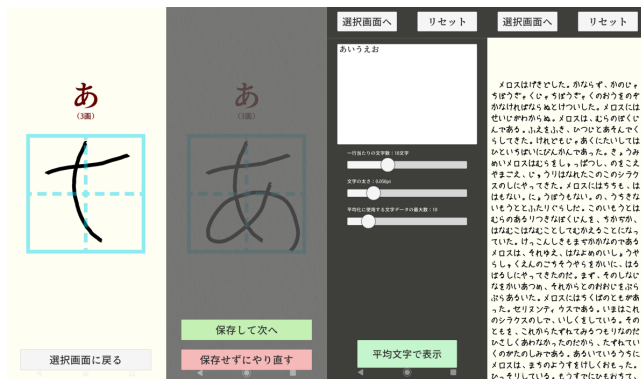 あ
(3画)
選択画面に戻る
あ
(3画)
あ
保存して次へ
保存せずにやり直す
選択画面へ
リセット
あいうえお
一行当たりの文字数：18文字
文字の太さ：0.058pt
平均化に使用する文字データの最大数：10
平均文字で表示
選択画面へ
リセット
メロスはげきどした。かならず、かのじゃ
ちぼうぎゃくじゃちぼうぎゃくのおうをのぞ
かなければならぬとけついした。メロスには
せいじがわからぬ。メロスは、むらのぼくじ
んである。ふえをふき、ひつじとあそんでく
らしてきた。けれどもじゃあくにたいしては
ひといちばいにびんかんであった。きょうみ
めいメロスはむらをしゅっぱつし、のをこえ
やまこえ、じゅうりはなれたこのこのシラク
スのしにやってきた。メロスにはちちも、は
はもない。にょうぼうもない。の、うちきな
いもうととふたりぐらした。このいもうとは
むらのあるりつきなぼくじんを、ちかぢか、
はなむこはなむことしてむかえることになっ
ていた。けっこんしきもまぢかかなのである
メロスは、それゆえ、はなよめのいしょうや
らしゅくえんのごちそうやらをかいに、はる
ばるしにやってきたのだ。まず、そのしなじ
なをかいあつめ、それからとのおおじをぶら
ぶらあるいた。メロスにはちくばのともがあ
った。セリヌンティウスである。いまはこれ
のシラクスのしで、いしくをしている。その
ともを、これからたずねてみるつもりなのだ
ひさしくあわなかったのだから、たずねてい
くのがたのしみである。あるいているうちに
メロスは、まちのようすをけしくおもった。